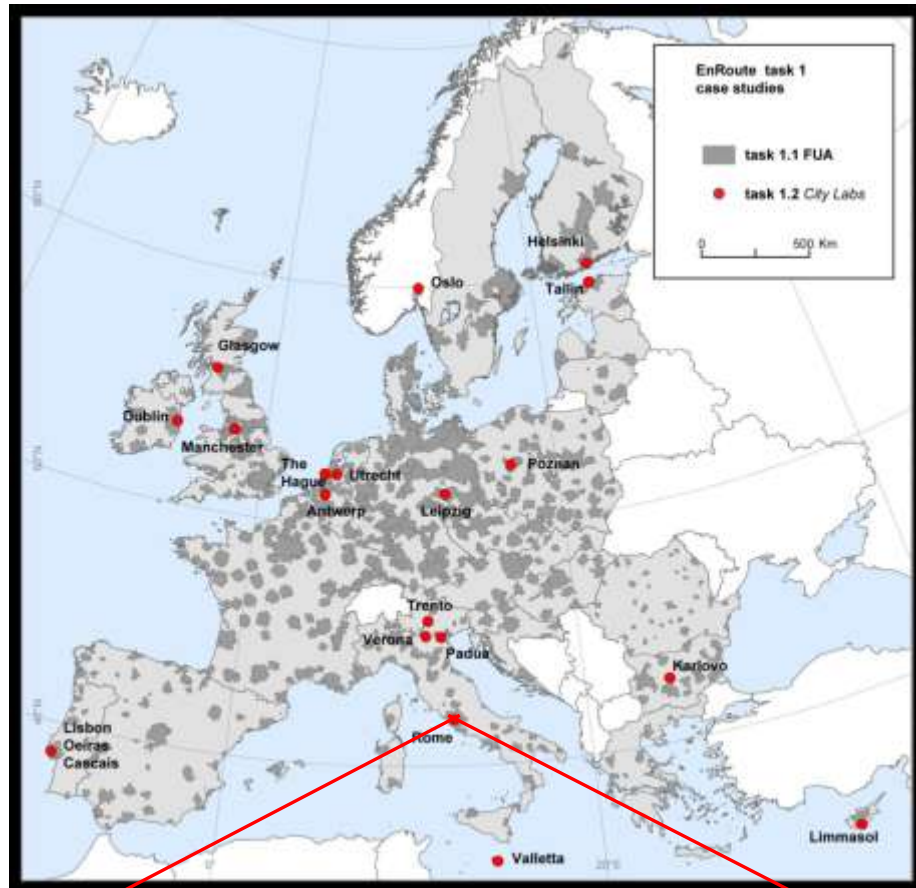 EnRoute task 1
case studies
task 1.1 FUA
task 1.2 City Labs
0 500 Km
Helsinki
Oslo
Tallin
Glasgow
Dublin
Manchester
The
Hague
Utrecht
Poznan
Antwerp
Leipzig
Trento
Verona
Padua
Karlovo
Lisbon
Oeiras
Cascais
Rome
Limmasol
Valletta